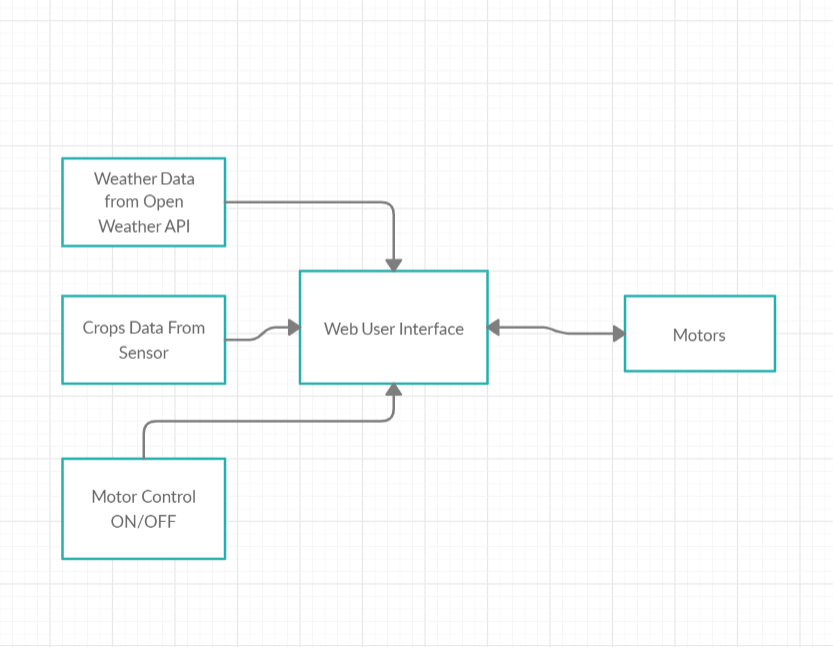 Weather Data
from Open
Weather API
Crops Data From
Sensor
Web User Interface
Motors
Motor Control
ON/OFF